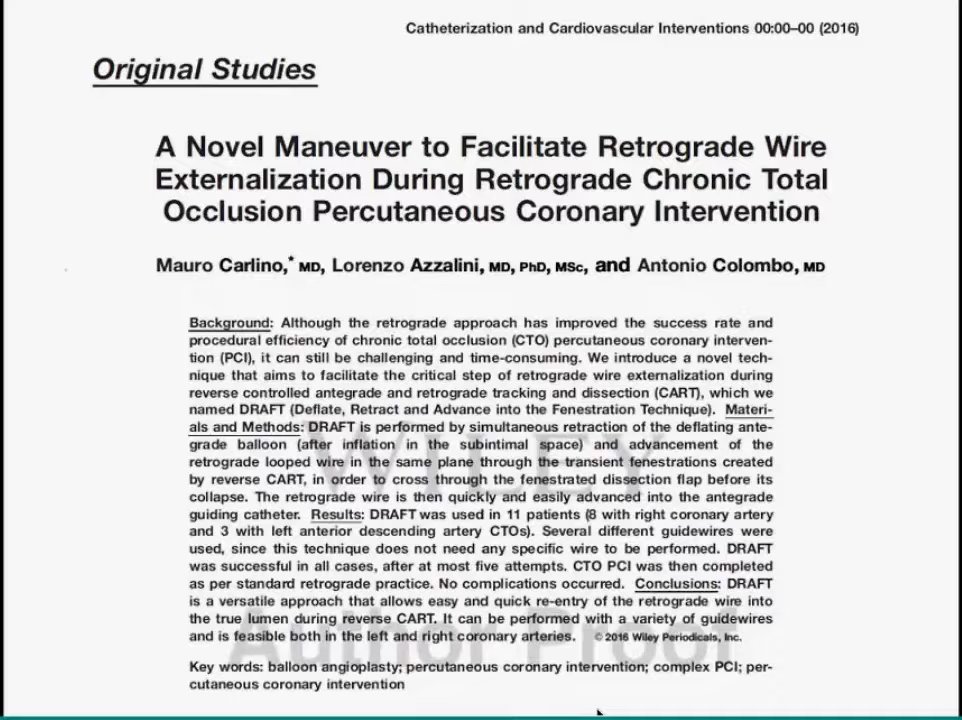 Catheterization and Cardiovascular Interventions 00:00–00 (2016)
Original Studies
A Novel Maneuver to Facilitate Retrograde Wire
Externalization During Retrograde Chronic Total
Occlusion Percutaneous Coronary Intervention
Mauro Carlino,* MD, Lorenzo Azzalini, MD, PhD, MSc, and Antonio Colombo, MD
Background: Although the retrograde approach has improved the success rate and
procedural efficiency of chronic total occlusion (CTO) percutaneous coronary interven-
tion (PCI), it can still be challenging and time-consuming. We introduce a novel tech-
nique that aims to facilitate the critical step of retrograde wire externalization during
reverse controlled antegrade and retrograde tracking and dissection (CART), which we
named DRAFT (Deflate, Retract and Advance into the Fenestration Technique). Materi-
als and Methods: DRAFT is performed by simultaneous retraction of the deflating ante-
grade balloon (after inflation in the subintimal space) and advancement of the
retrograde looped wire in the same plane through the transient fenestrations created
by reverse CART, in order to cross through the fenestrated dissection flap before its
collapse. The retrograde wire is then quickly and easily advanced into the antegrade
guiding catheter. Results: DRAFT was used in 11 patients (8 with right coronary artery
and 3 with left anterior descending artery CTOs). Several different guidewires were
used, since this technique does not need any specific wire to be performed. DRAFT
was successful in all cases, after at most five attempts. CTO PCI was then completed
as per standard retrograde practice. No complications occurred. Conclusions: DRAFT
is a versatile approach that allows easy and quick re-entry of the retrograde wire into
the true lumen during reverse CART. It can be performed with a variety of guidewires
and is feasible both in the left and right coronary arteries. © 2016 Wiley Periodicals, Inc.
Key words: balloon angioplasty; percutaneous coronary intervention; complex PCI; per-
cutaneous coronary intervention
WILEY
Author Proof